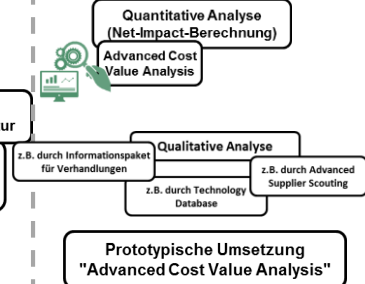 Quantitative Analyse
(Net-Impact-Berechnung)
Advanced Cost
Value Analysis
ur
Qualitative Analyse
z.B. durch Informationspaket
für Verhandlungen
z.B. durch Advanced
Supplier Scouting
z.B. durch Technology
Database
Prototypische Umsetzung
"Advanced Cost Value Analysis"